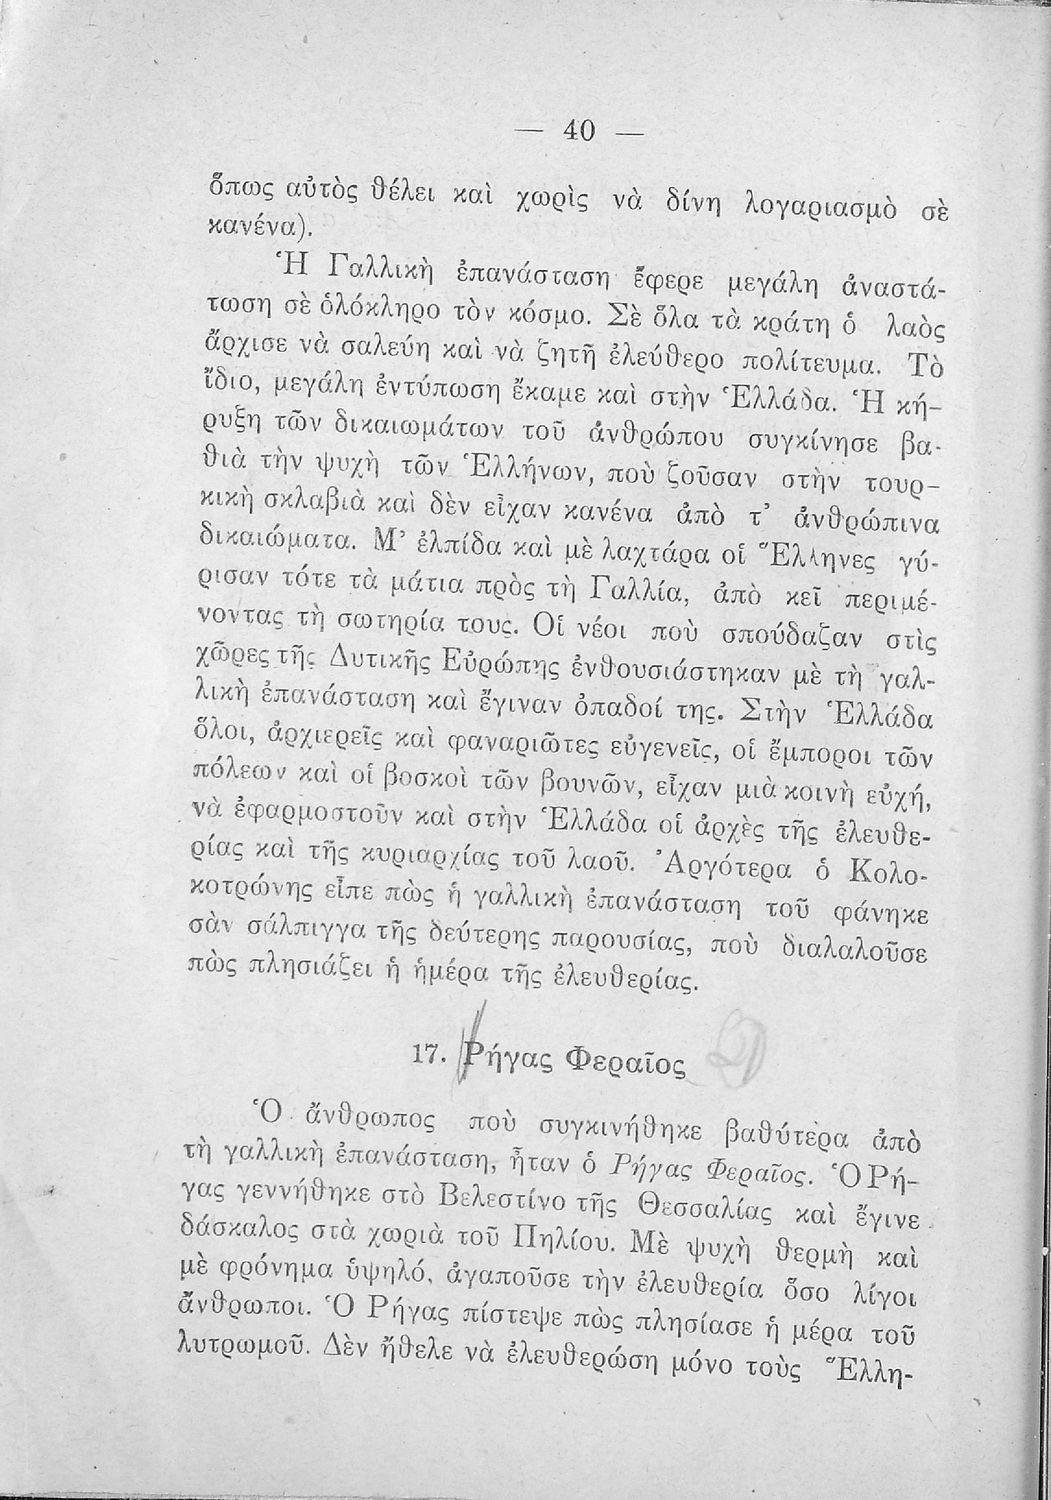 — 40 —
ὅπως αὐτὸς θέλει καὶ χωρὶς νὰ δίνη λογαριασμὸ σὲ
κανένα).
Ἡ Γαλλικὴ ἐπανάσταση ἔφερε μεγάλη ἀναστά-
τωση σὲ ὁλόκληρο τὸν κόσμο. Σὲ ὅλα τὰ κράτη ὁ λαὸς
ἄρχισε νὰ σαλεύη καὶ νὰ ζητῆ ἐλεύθερο πολίτευμα. Τὸ
ἴδιο, μεγάλη ἐντύπωση ἔκαμε καὶ στὴν Ἑλλάδα. Ἡ κή-
ρυξη τῶν δικαιωμάτων τοῦ ἀνθρώπου συγκίνησε βα-
θιὰ τὴν ψυχὴ τῶν Ἑλλήνων, ποὺ ζοῦσαν στὴν τουρ-
κικὴ σκλαβιὰ καὶ δὲν εἶχαν κανένα ἀπὸ τ’ ἀνθρώπινα
δικαιώματα. Μ’ ἐλπίδα καὶ μὲ λαχτάρα οἱ Ἕλληνες γύ-
ρισαν τότε τὰ μάτια πρὸς τὴ Γαλλία, ἀπὸ κεῖ περιμέ-
νοντας τὴ σωτηρία τους. Οἱ νέοι ποὺ σπούδαζαν στὶς
χῶρες τῆς Δυτικῆς Εὐρώπης ἐνθουσιάστηκαν μὲ τὴ γαλ-
λικὴ ἐπανάσταση καὶ ἔγιναν ὀπαδοί της. Στὴν Ἑλλάδα
ὅλοι, ἀρχιερεῖς καὶ φαναριῶτες εὐγενεῖς, οἱ ἔμποροι τῶν
πόλεων καὶ οἱ βοσκοὶ τῶν βουνῶν, εἶχαν μιὰ κοινὴ εὐχή,
νὰ ἐφαρμοστοῦν καὶ στὴν Ἑλλάδα οἱ ἀρχὲς τῆς ἐλευθε-
ρίας καὶ τῆς κυριαρχίας τοῦ λαοῦ. Ἀργότερα ὁ Κολο-
κοτρώνης εἶπε πὼς ἡ γαλλικὴ ἐπανάσταση τοῦ φάνηκε
σὰν σάλπιγγα τῆς δεύτερης παρουσίας, ποὺ διαλαλοῦσε
πὼς πλησιάζει ἡ ἡμέρα τῆς ἐλευθερίας.
17. Ρήγας Φεραῖος
Ὁ ἄνθρωπος ποὺ συγκινήθηκε βαθύτερα ἀπὸ
τὴ γαλλικὴ ἐπανάσταση, ἦταν ὁ Ρήγας Φεραῖος. Ὁ Ρή-
γας γεννήθηκε στὸ Βελεστίνο τῆς Θεσσαλίας καὶ ἔγινε
δάσκαλος στὰ χωριὰ τοῦ Πηλίου. Μὲ ψυχὴ θερμὴ καὶ
μὲ φρόνημα ὑψηλό, ἀγαποῦσε τὴν ἐλευθερία ὅσο λίγοι
ἄνθρωποι. Ὁ Ρήγας πίστεψε πὼς πλησίασε ἡ μέρα τοῦ
λυτρωμοῦ. Δὲν ἤθελε νὰ ἐλευθερώση μόνο τοὺς Ἕλλη-